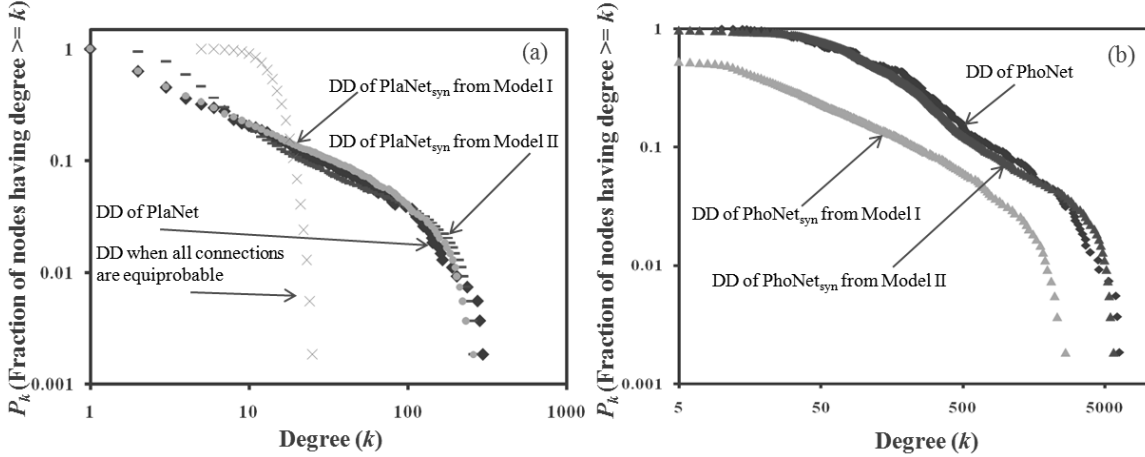 P_k (Fraction of nodes having degree >= k)
1
0.1
0.01
0.001
(a)
DD of PlaNet_syn from Model I
DD of PlaNet_syn from Model II
DD of PlaNet
DD when all connections
are equiprobable
1
10
100
1000
Degree (k)
P_k (Fraction of nodes having degree >= k)
1
0.1
0.01
0.001
(b)
DD of PhoNet
DD of PhoNet_syn from Model I
DD of PhoNet_syn from Model II
5
50
500
5000
Degree (k)